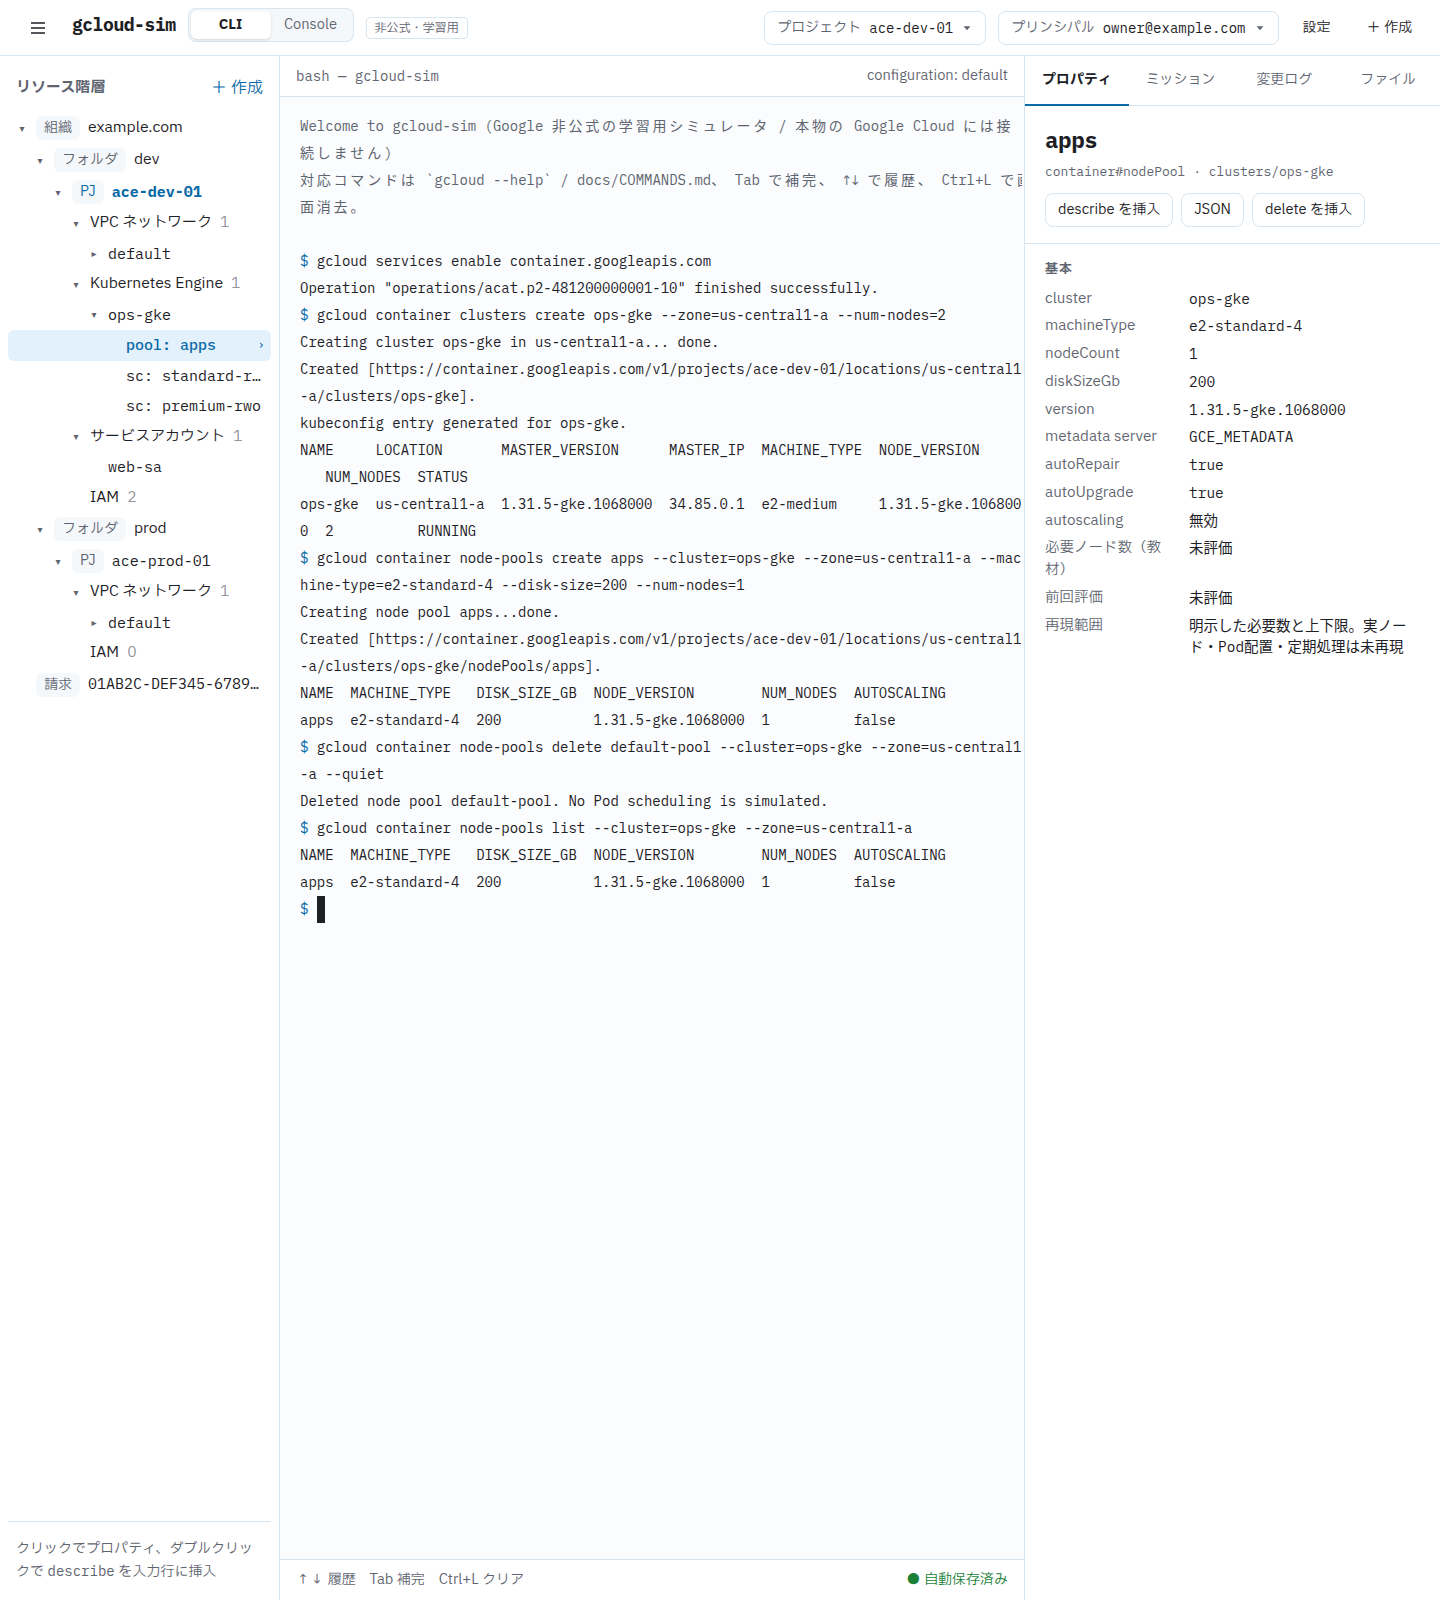 gcloud-sim CLI Console 非公式・学習用 プロジェクト ace-dev-01 プリンシパル owner@example.com 設定 ＋ 作成
リソース階層 ＋ 作成
組織 example.com
フォルダ dev
PJ ace-dev-01
VPC ネットワーク 1
default
Kubernetes Engine 1
ops-gke
pool: apps ›
sc: standard-r…
sc: premium-rwo
サービスアカウント 1
web-sa
IAM 2
フォルダ prod
PJ ace-prod-01
VPC ネットワーク 1
default
IAM 0
請求 01AB2C-DEF345-6789…
クリックでプロパティ、ダブルクリッ
クで describe を入力行に挿入
bash — gcloud-sim configuration: default
Welcome to gcloud-sim (Google 非公式の学習用シミュレータ / 本物の Google Cloud には接
続しません)
対応コマンドは `gcloud --help` / docs/COMMANDS.md、 Tab で補完、 ↑↓ で履歴、 Ctrl+L で画
面消去。
$ gcloud services enable container.googleapis.com
Operation "operations/acat.p2-481200000001-10" finished successfully.
$ gcloud container clusters create ops-gke --zone=us-central1-a --num-nodes=2
Creating cluster ops-gke in us-central1-a... done.
Created [https://container.googleapis.com/v1/projects/ace-dev-01/locations/us-central1
-a/clusters/ops-gke].
kubeconfig entry generated for ops-gke.
NAME LOCATION MASTER_VERSION MASTER_IP MACHINE_TYPE NODE_VERSION
NUM_NODES STATUS
ops-gke us-central1-a 1.31.5-gke.1068000 34.85.0.1 e2-medium 1.31.5-gke.106800
0 2 RUNNING
$ gcloud container node-pools create apps --cluster=ops-gke --zone=us-central1-a --mac
hine-type=e2-standard-4 --disk-size=200 --num-nodes=1
Creating node pool apps...done.
Created [https://container.googleapis.com/v1/projects/ace-dev-01/locations/us-central1
-a/clusters/ops-gke/nodePools/apps].
NAME MACHINE_TYPE DISK_SIZE_GB NODE_VERSION NUM_NODES AUTOSCALING
apps e2-standard-4 200 1.31.5-gke.1068000 1 false
$ gcloud container node-pools delete default-pool --cluster=ops-gke --zone=us-central1
-a --quiet
Deleted node pool default-pool. No Pod scheduling is simulated.
$ gcloud container node-pools list --cluster=ops-gke --zone=us-central1-a
NAME MACHINE_TYPE DISK_SIZE_GB NODE_VERSION NUM_NODES AUTOSCALING
apps e2-standard-4 200 1.31.5-gke.1068000 1 false
$
↑↓ 履歴 Tab 補完 Ctrl+L クリア ● 自動保存済み
プロパティ ミッション 変更ログ ファイル
apps
container#nodePool · clusters/ops-gke
describe を挿入 JSON delete を挿入
基本
cluster ops-gke
machineType e2-standard-4
nodeCount 1
diskSizeGb 200
version 1.31.5-gke.1068000
metadata server GCE_METADATA
autoRepair true
autoUpgrade true
autoscaling 無効
必要ノード数（教 未評価
材）
前回評価 未評価
再現範囲 明示した必要数と上下限。実ノー
ド・Pod配置・定期処理は未再現